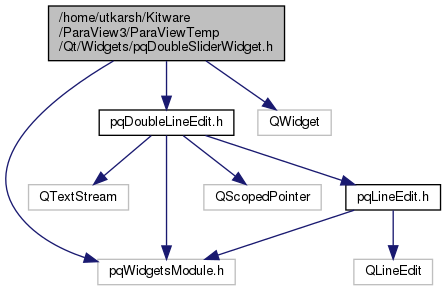 /home/utkarsh/Kitware
/ParaView3/ParaViewTemp
/Qt/Widgets/pqDoubleSliderWidget.h
pqDoubleLineEdit.h
QWidget
QTextStream
QScopedPointer
pqLineEdit.h
pqWidgetsModule.h
QLineEdit